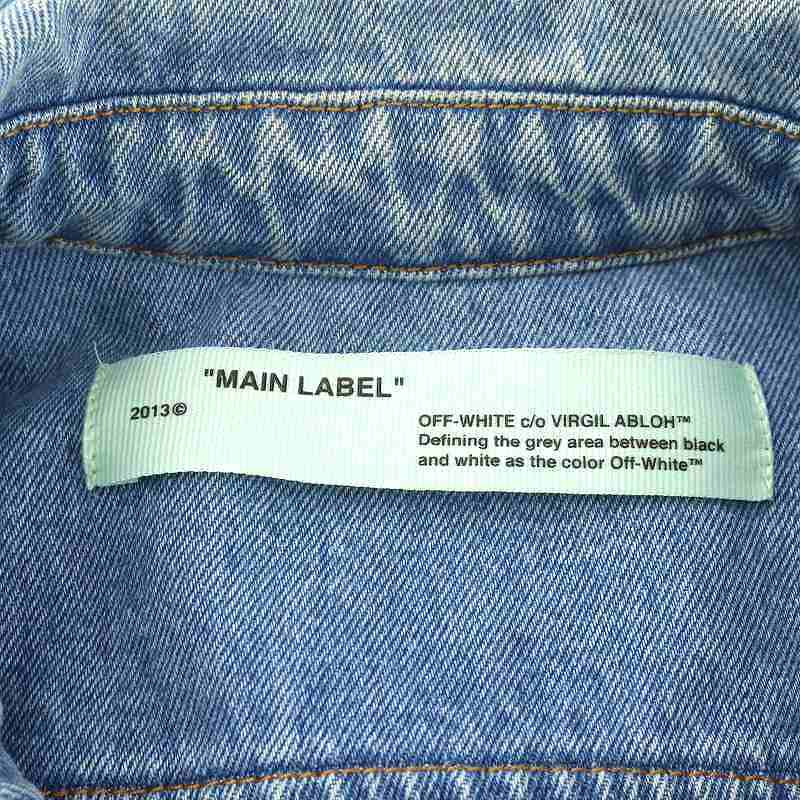 "MAIN LABEL"
2013©
OFF-WHITE c/o VIRGIL ABLOH™
Defining the grey area between black
and white as the color Off-White™